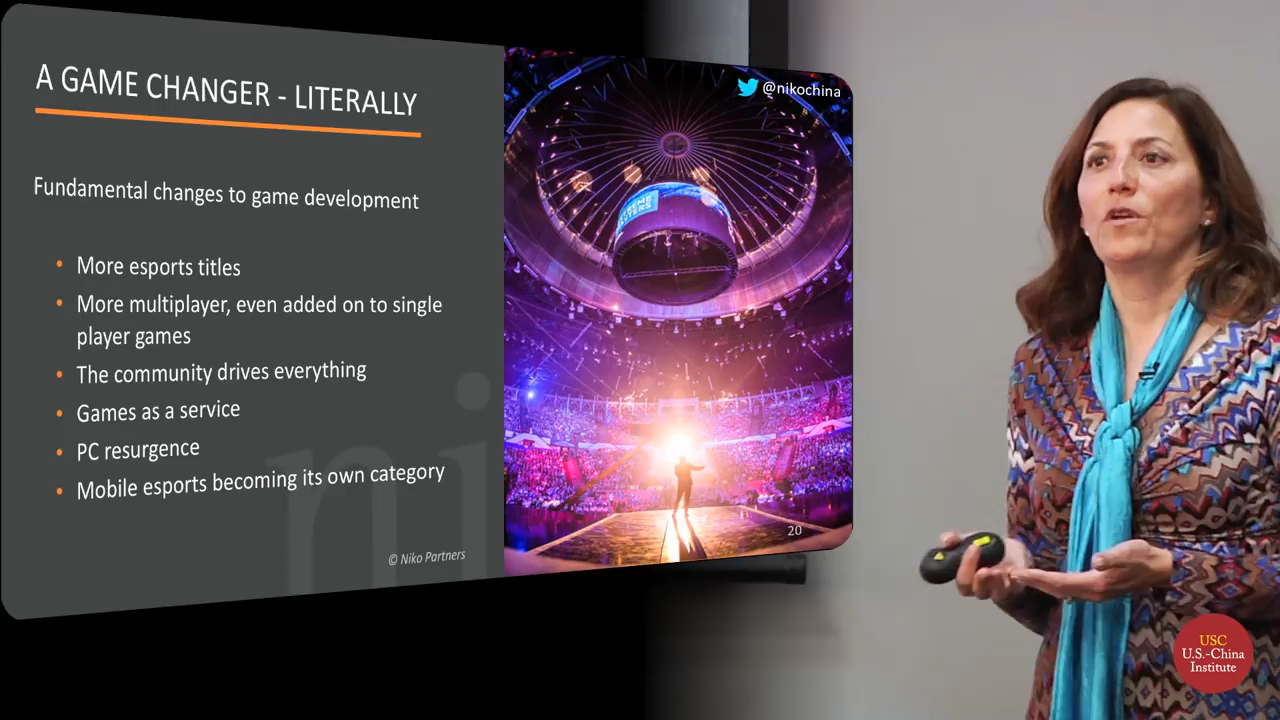 A GAME CHANGER - LITERALLY
@nikochina
Fundamental changes to game development
• More esports titles
• More multiplayer, even added on to single
player games
• The community drives everything
• Games as a service
• PC resurgence
• Mobile esports becoming its own category
© Niko Partners
20
ni
USC
U.S.-China
Institute